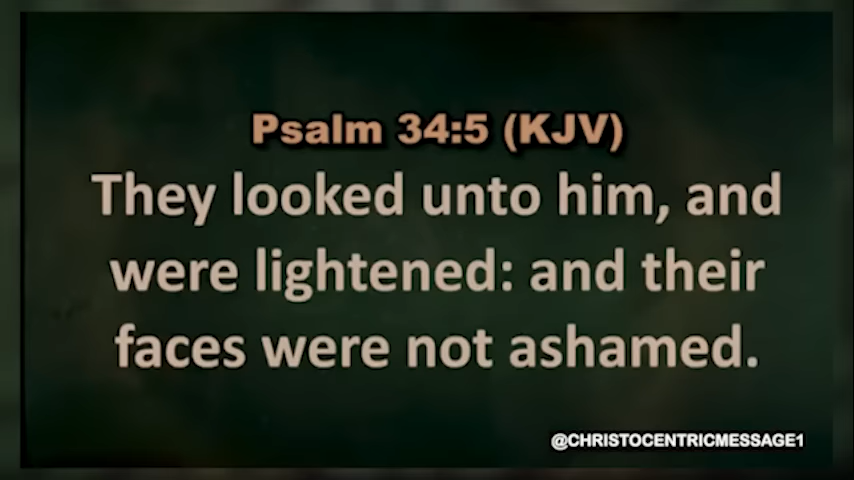 Psalm 34:5 (KJV)
They looked unto him, and
were lightened: and their
faces were not ashamed.
@CHRISTOCENTRICMESSAGE1